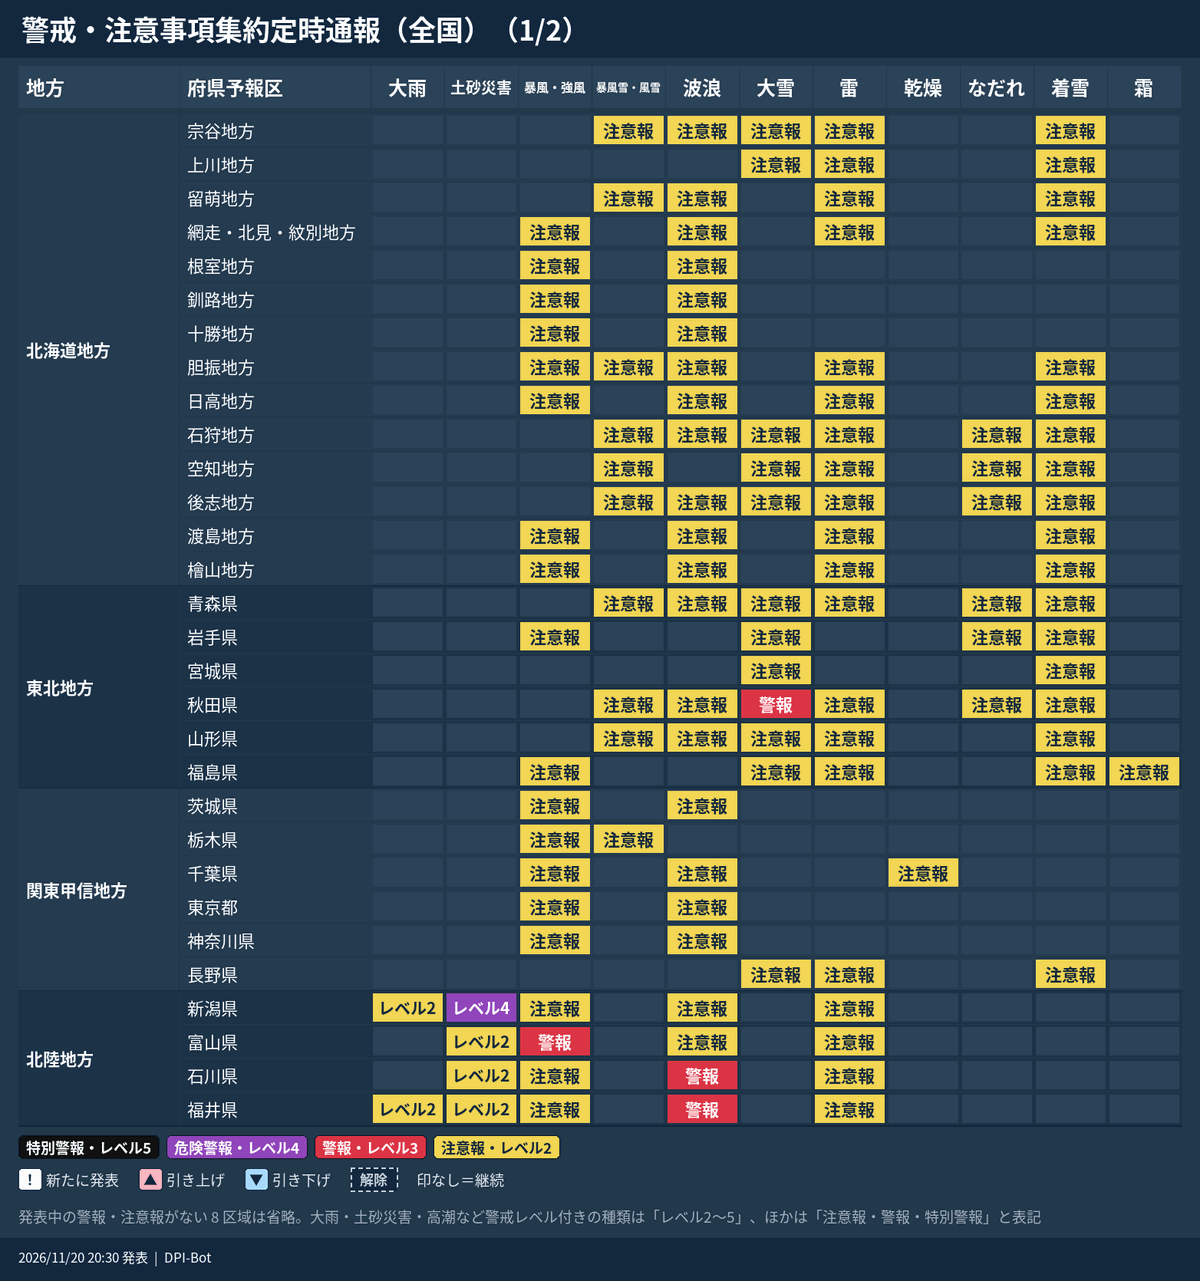 警戒・注意事項集約定時通報（全国）（1/2）
地方 府県予報区 大雨 土砂災害 暴風・強風 暴風雪・風雪 波浪 大雪 雷 乾燥 なだれ 着雪 霜
北海道地方
宗谷地方 注意報 注意報 注意報 注意報 注意報
上川地方 注意報 注意報 注意報
留萌地方 注意報 注意報 注意報 注意報
網走・北見・紋別地方 注意報 注意報 注意報 注意報
根室地方 注意報 注意報
釧路地方 注意報 注意報
十勝地方 注意報 注意報
胆振地方 注意報 注意報 注意報 注意報 注意報
日高地方 注意報 注意報 注意報 注意報
石狩地方 注意報 注意報 注意報 注意報 注意報 注意報
空知地方 注意報 注意報 注意報 注意報 注意報
後志地方 注意報 注意報 注意報 注意報 注意報 注意報
渡島地方 注意報 注意報 注意報 注意報
檜山地方 注意報 注意報 注意報 注意報
東北地方
青森県 注意報 注意報 注意報 注意報 注意報 注意報
岩手県 注意報 注意報 注意報 注意報
宮城県 注意報 注意報
秋田県 注意報 注意報 警報 注意報 注意報 注意報
山形県 注意報 注意報 注意報 注意報 注意報
福島県 注意報 注意報 注意報 注意報 注意報
関東甲信地方
茨城県 注意報 注意報
栃木県 注意報 注意報
千葉県 注意報 注意報 注意報
東京都 注意報 注意報
神奈川県 注意報 注意報
長野県 注意報 注意報 注意報
北陸地方
新潟県 レベル2 レベル4 注意報 注意報 注意報
富山県 レベル2 警報 注意報 注意報
石川県 レベル2 注意報 警報 注意報
福井県 レベル2 レベル2 注意報 警報 注意報
特別警報・レベル5 危険警報・レベル4 警報・レベル3 注意報・レベル2
! 新たに発表 ▲ 引き上げ ▼ 引き下げ 解除 印なし＝継続
発表中の警報・注意報がない 8 区域は省略。大雨・土砂災害・高潮など警戒レベル付きの種類は「レベル2～5」、ほかは「注意報・警報・特別警報」と表記
2026/11/20 20:30 発表 | DPI-Bot